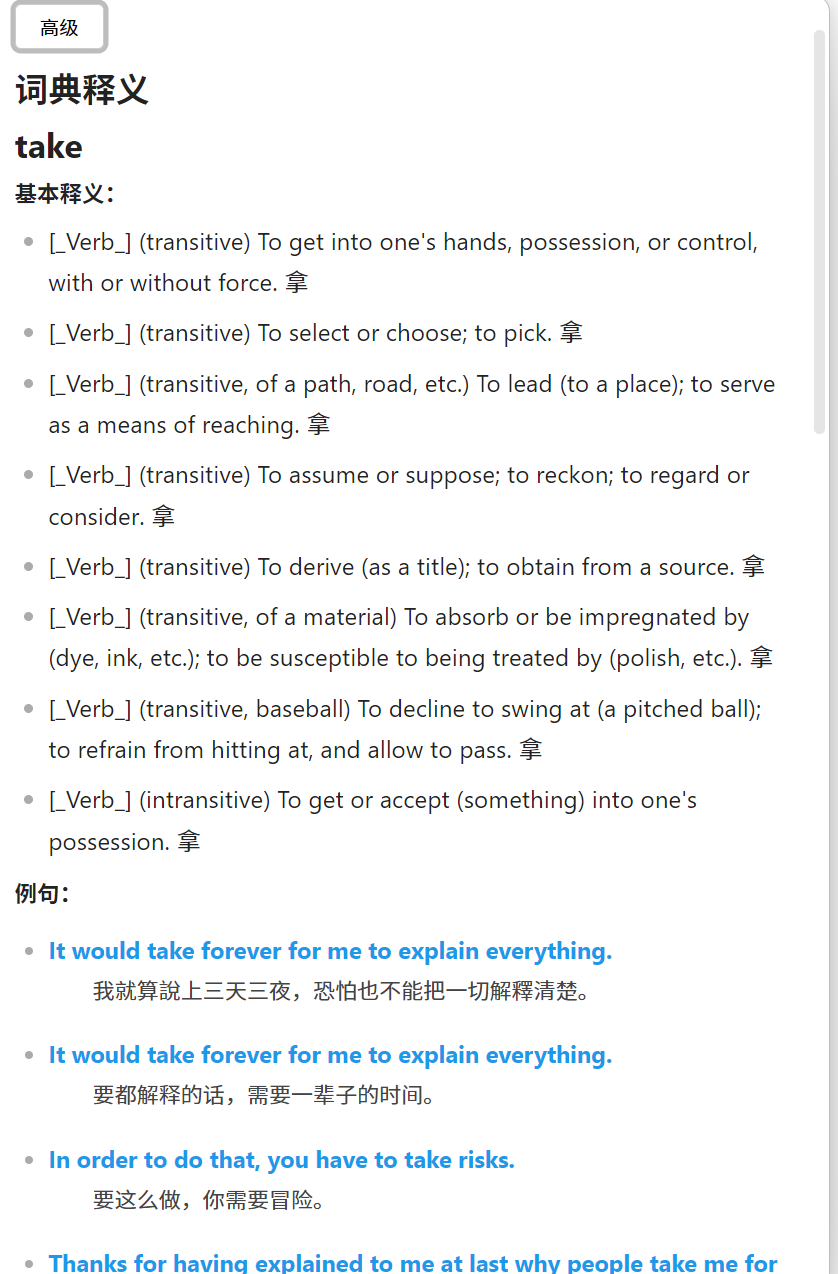 高级
词典释义
take
基本释义：
[_Verb_] (transitive) To get into one's hands, possession, or control,
with or without force. 拿
[_Verb_] (transitive) To select or choose; to pick. 拿
[_Verb_] (transitive, of a path, road, etc.) To lead (to a place); to serve
as a means of reaching. 拿
[_Verb_] (transitive) To assume or suppose; to reckon; to regard or
consider. 拿
[_Verb_] (transitive) To derive (as a title); to obtain from a source. 拿
[_Verb_] (transitive, of a material) To absorb or be impregnated by
(dye, ink, etc.); to be susceptible to being treated by (polish, etc.). 拿
[_Verb_] (transitive, baseball) To decline to swing at (a pitched ball);
to refrain from hitting at, and allow to pass. 拿
[_Verb_] (intransitive) To get or accept (something) into one's
possession. 拿
例句：
It would take forever for me to explain everything.
我就算說上三天三夜，恐怕也不能把一切解釋清楚。
It would take forever for me to explain everything.
要都解释的话，需要一辈子的时间。
In order to do that, you have to take risks.
要这么做，你需要冒险。
Thanks for having explained to me at last why people take me for